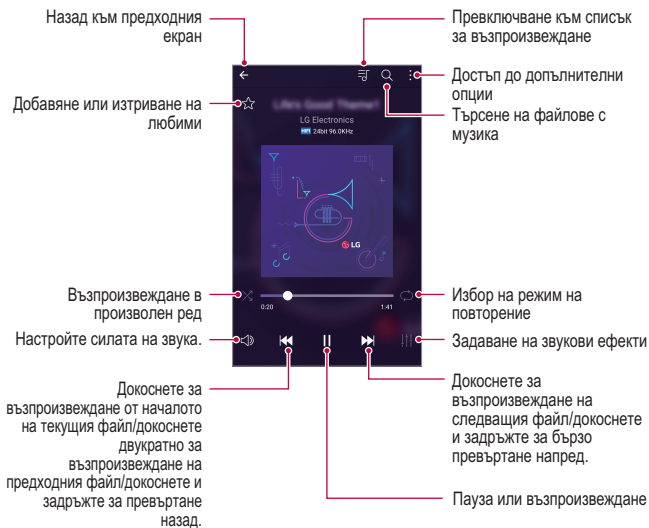 Назад към предходния
екран
Превключване към списък
за възпроизвеждане
Достъп до допълнителни
опции
Търсене на файлове с
музика
Добавяне или изтриване на
любими
Life's Good Theme?
LG Electronics
HIFI 24bit 96.0KHz
LG
Възпроизвеждане в
произволен ред
0:20
1:41
Избор на режим на
повторение
Настройте силата на звука.
Задаване на звукови ефекти
Докоснете за
възпроизвеждане от началото
на текущия файл/докоснете
двукратно за
възпроизвеждане на
предходния файл/докоснете и
задръжте за превъртане
назад.
Докоснете за
възпроизвеждане на
следващия файл/докоснете
и задръжте за бързо
превъртане напред.
Пауза или възпроизвеждане